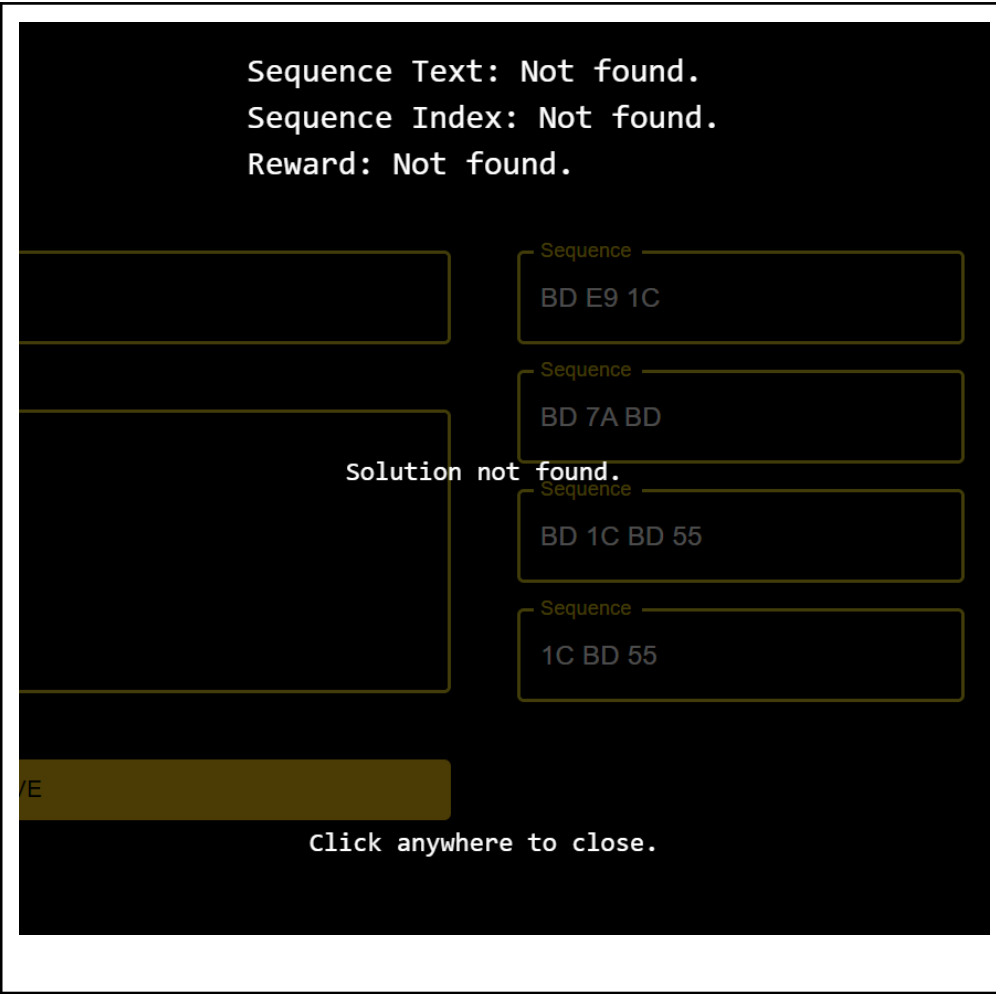 Sequence Text: Not found.
Sequence Index: Not found.
Reward: Not found.
Sequence
BD E9 1C
Sequence
BD 7A BD
Solution not found.
Sequence
BD 1C BD 55
Sequence
1C BD 55
VE
Click anywhere to close.